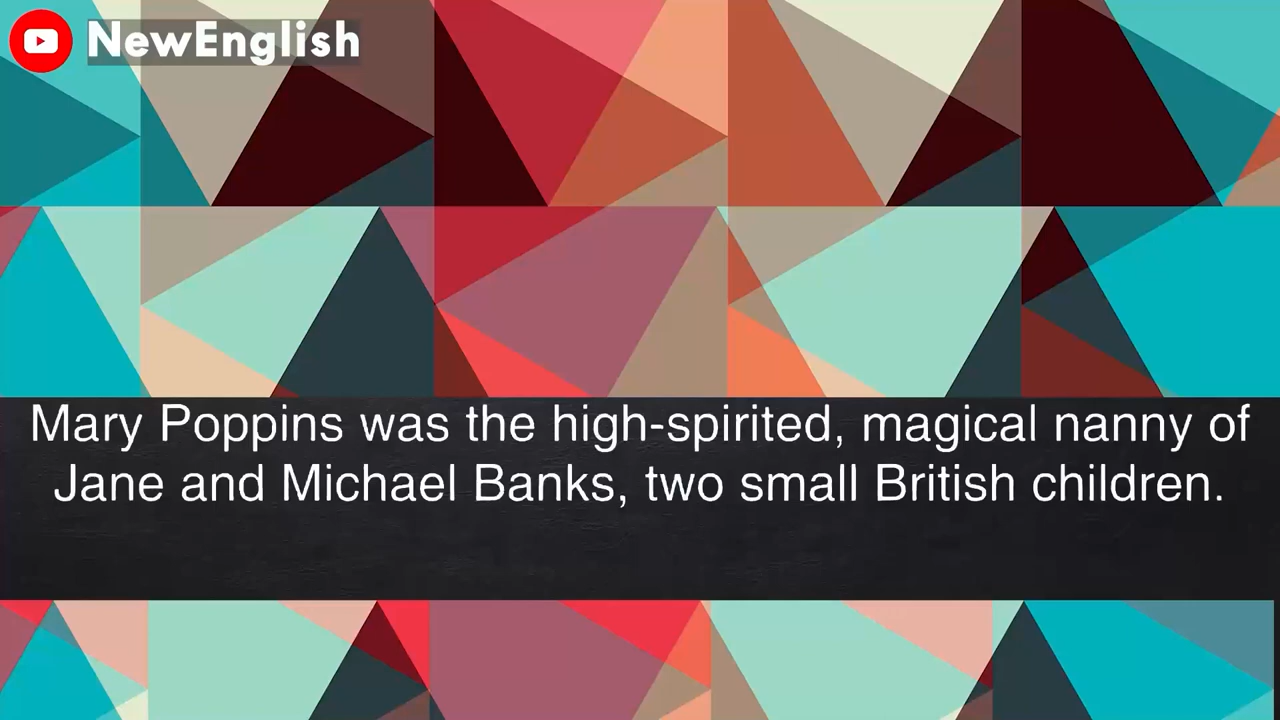 NewEnglish
Mary Poppins was the high-spirited, magical nanny of
Jane and Michael Banks, two small British children.